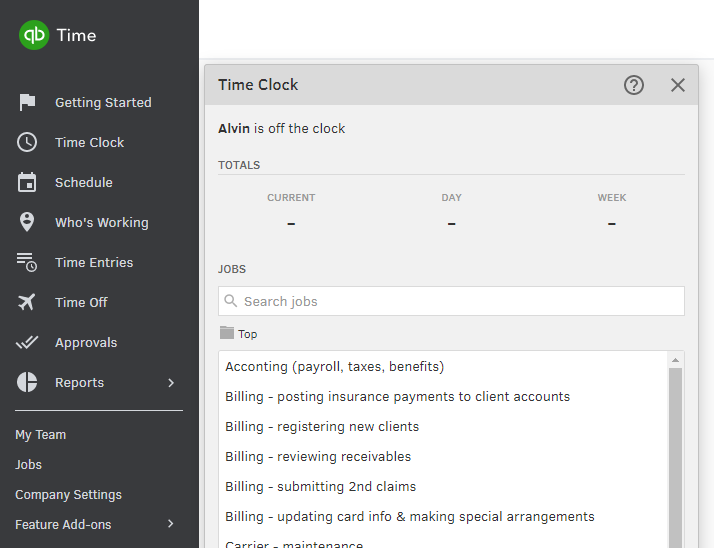 qb Time
Getting Started
Time Clock
Schedule
Who's Working
Time Entries
Time Off
Approvals
Reports
My Team
Jobs
Company Settings
Feature Add-ons
Time Clock
?
Alvin is off the clock
TOTALS
CURRENT DAY WEEK
– – –
JOBS
Search jobs
Top
Acconting (payroll, taxes, benefits)
Billing - posting insurance payments to client accounts
Billing - registering new clients
Billing - reviewing receivables
Billing - submitting 2nd claims
Billing - updating card info & making special arrangements
Carrier - maintenance